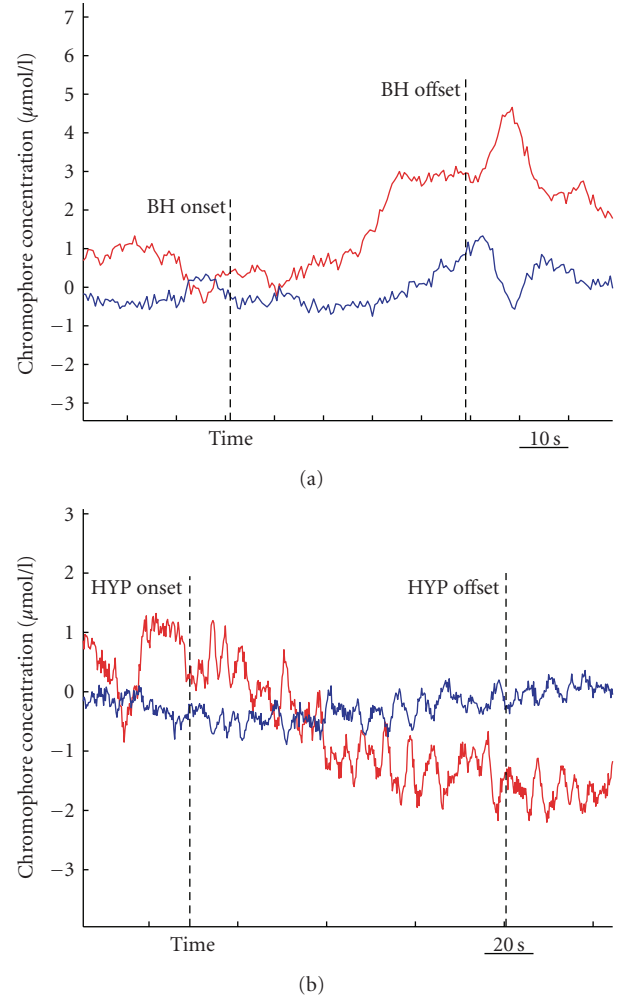 7
6
5
4
3
2
1
0
−1
−2
−3
Chromophore concentration (μmol/l)
BH offset
BH onset
Time
10 s
(a)
3
2
1
0
−1
−2
−3
Chromophore concentration (μmol/l)
HYP onset
HYP offset
Time
20 s
(b)